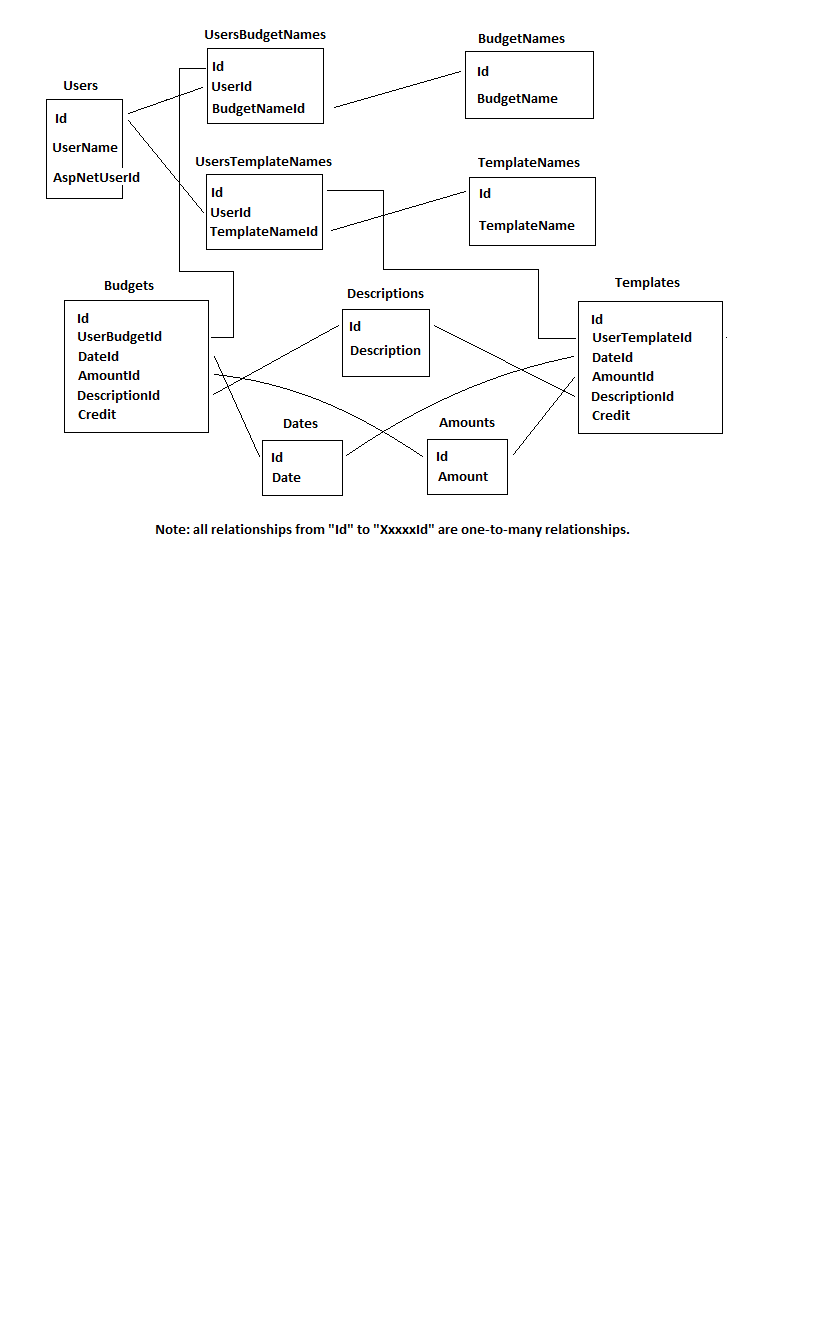 UsersBudgetNames
Id
UserId
BudgetNameId
BudgetNames
Id
BudgetName
Users
Id
UserName
AspNetUserId
UsersTemplateNames
Id
UserId
TemplateNameId
TemplateNames
Id
TemplateName
Budgets
Id
UserBudgetId
DateId
AmountId
DescriptionId
Credit
Descriptions
Id
Description
Templates
Id
UserTemplateId
DateId
AmountId
DescriptionId
Credit
Dates
Id
Date
Amounts
Id
Amount
Note: all relationships from "Id" to "XxxxxId" are one-to-many relationships.